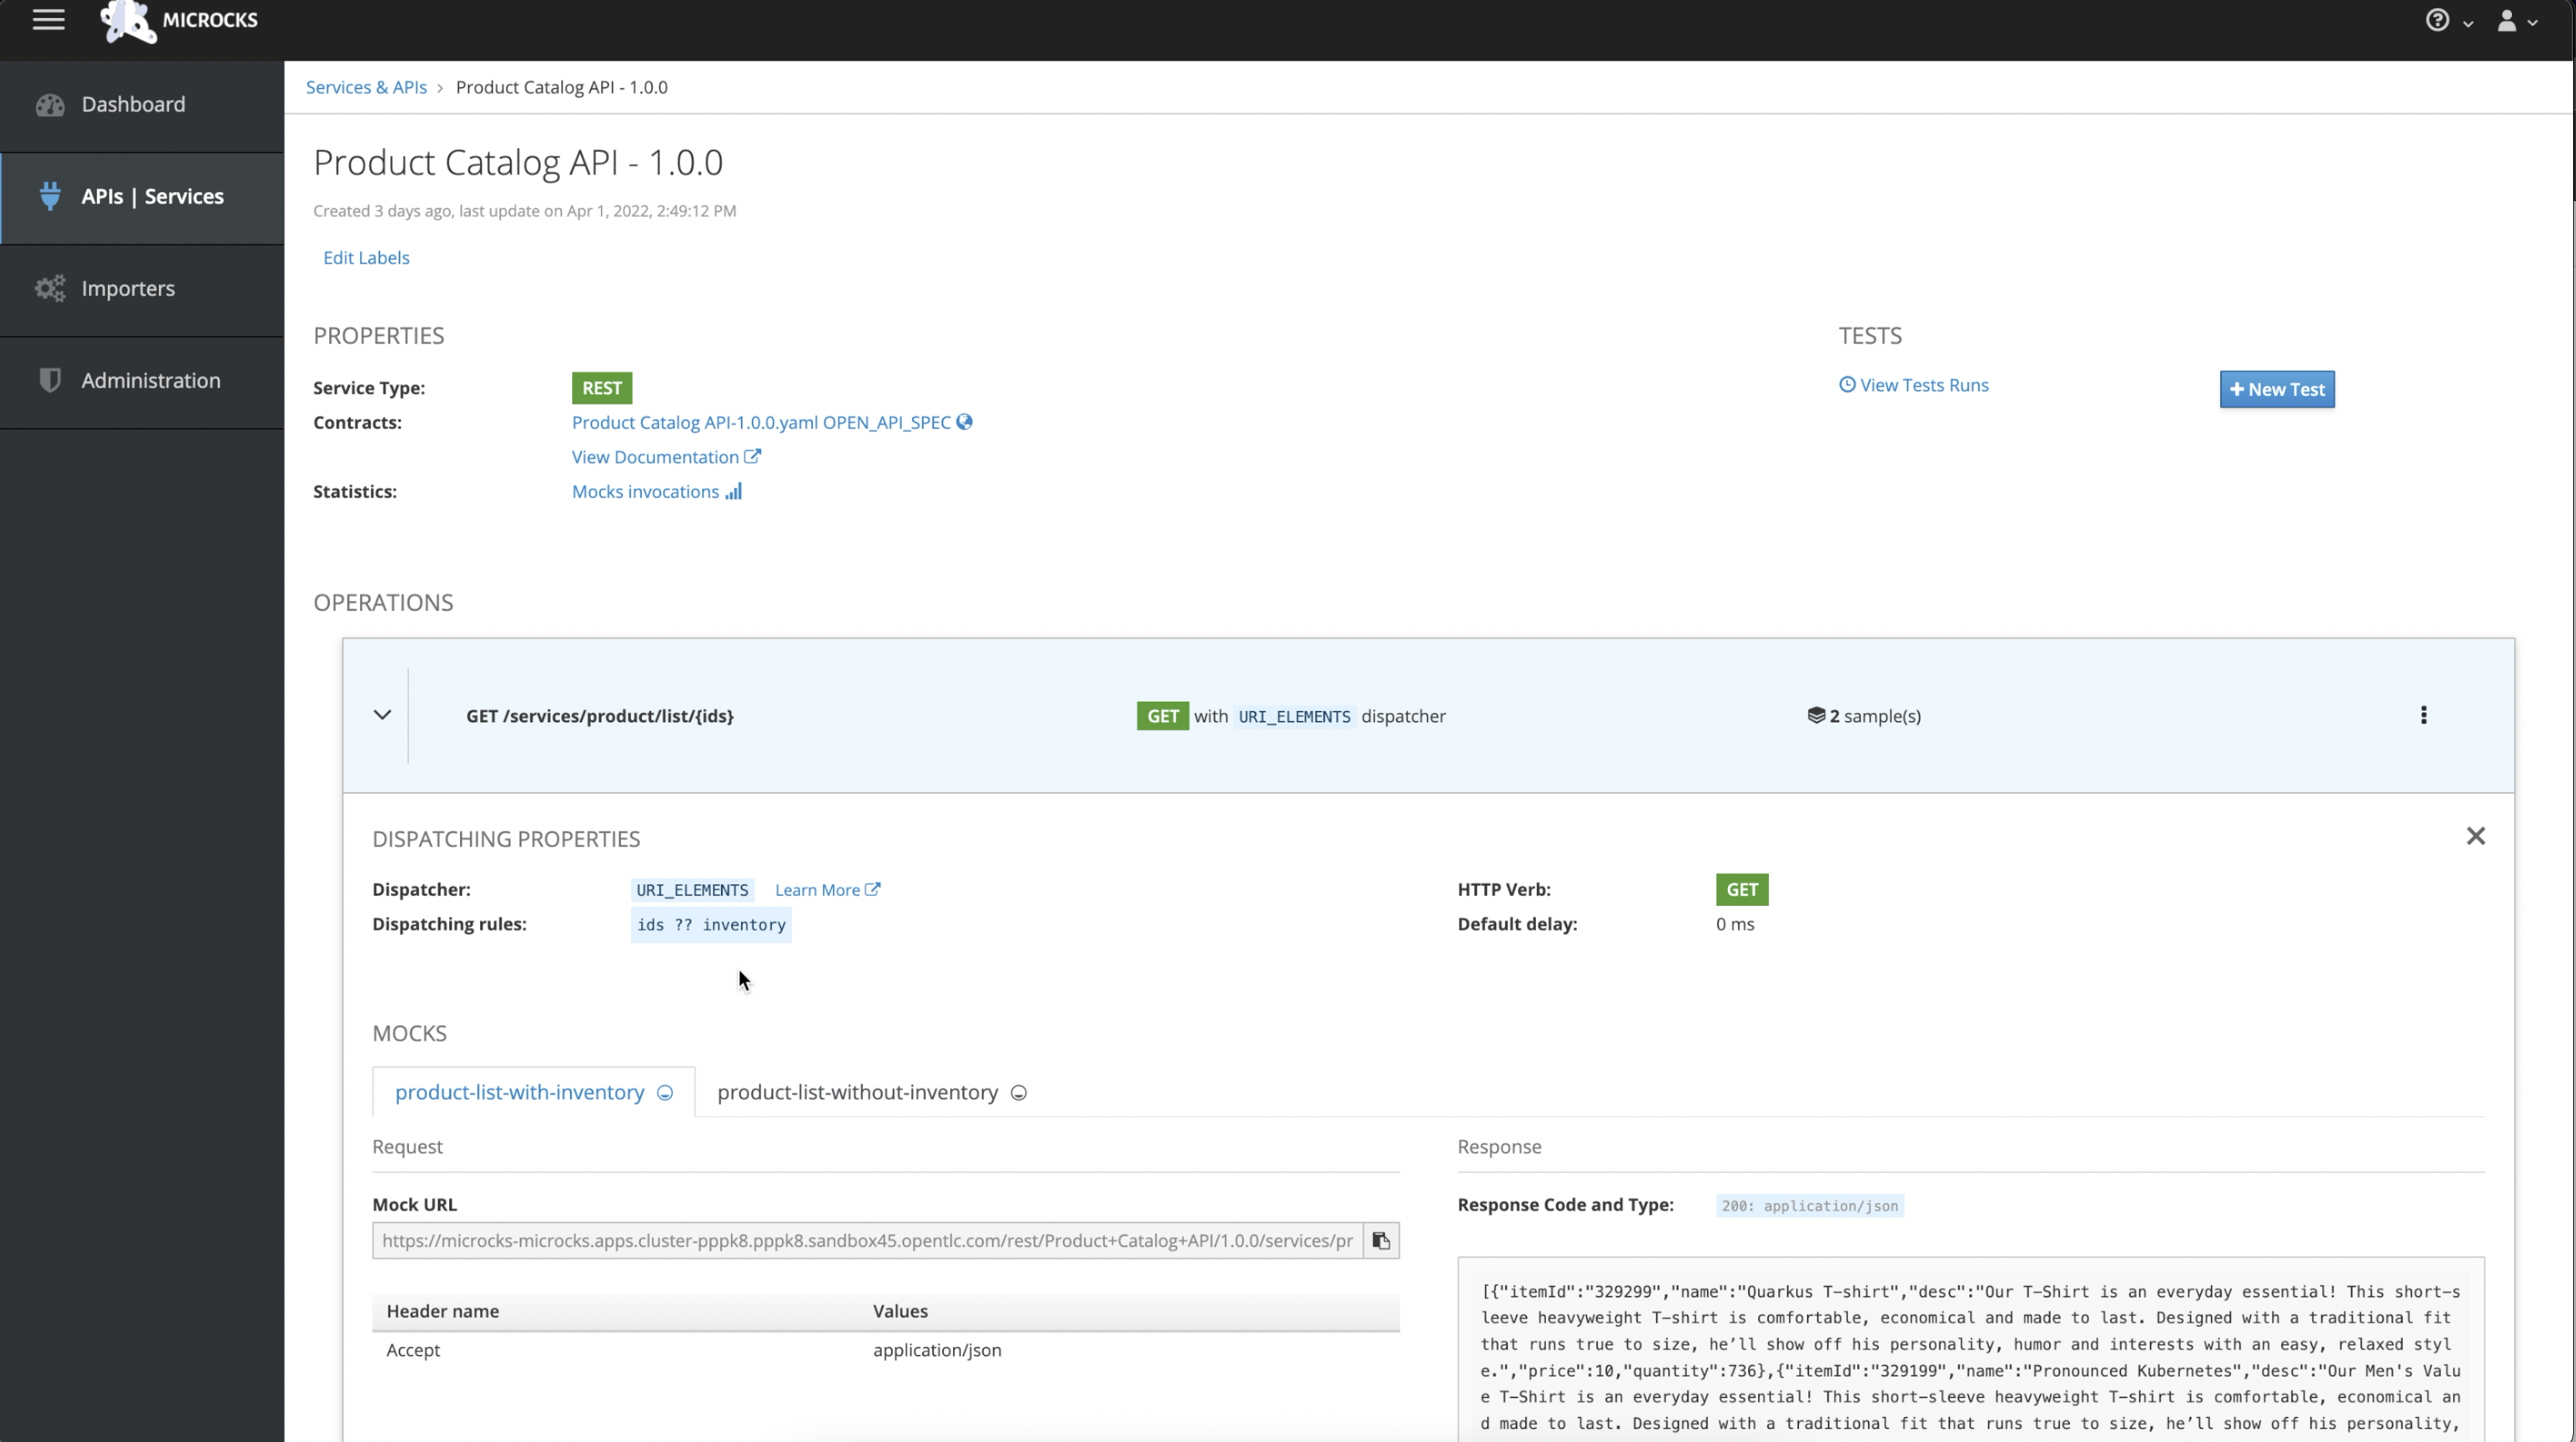 MICROCKS
Dashboard
APIs | Services
Importers
Administration
Services & APIs > Product Catalog API - 1.0.0
Product Catalog API - 1.0.0
Created 3 days ago, last update on Apr 1, 2022, 2:49:12 PM
Edit Labels
PROPERTIES
Service Type: REST
Contracts: Product Catalog API-1.0.0.yaml OPEN_API_SPEC
View Documentation
Statistics: Mocks invocations
TESTS
View Tests Runs
+ New Test
OPERATIONS
GET /services/product/list/{ids} GET with URI_ELEMENTS dispatcher 2 sample(s)
DISPATCHING PROPERTIES
Dispatcher: URI_ELEMENTS Learn More
Dispatching rules: ids ?? inventory
HTTP Verb: GET
Default delay: 0 ms
MOCKS
product-list-with-inventory product-list-without-inventory
Request
Mock URL
https://microcks-microcks.apps.cluster-pppk8.pppk8.sandbox45.opentlc.com/rest/Product+Catalog+API/1.0.0/services/pr
Header name Values
Accept application/json
Response
Response Code and Type: 200: application/json
[{"itemId":"329299","name":"Quarkus T-shirt","desc":"Our T-Shirt is an everyday essential! This short-s
leeve heavyweight T-shirt is comfortable, economical and made to last. Designed with a traditional fit
that runs true to size, he’ll show off his personality, humor and interests with an easy, relaxed styl
e.","price":10,"quantity":736},{"itemId":"329199","name":"Pronounced Kubernetes","desc":"Our Men's Valu
e T-Shirt is an everyday essential! This short-sleeve heavyweight T-shirt is comfortable, economical an
d made to last. Designed with a traditional fit that runs true to size, he’ll show off his personality,